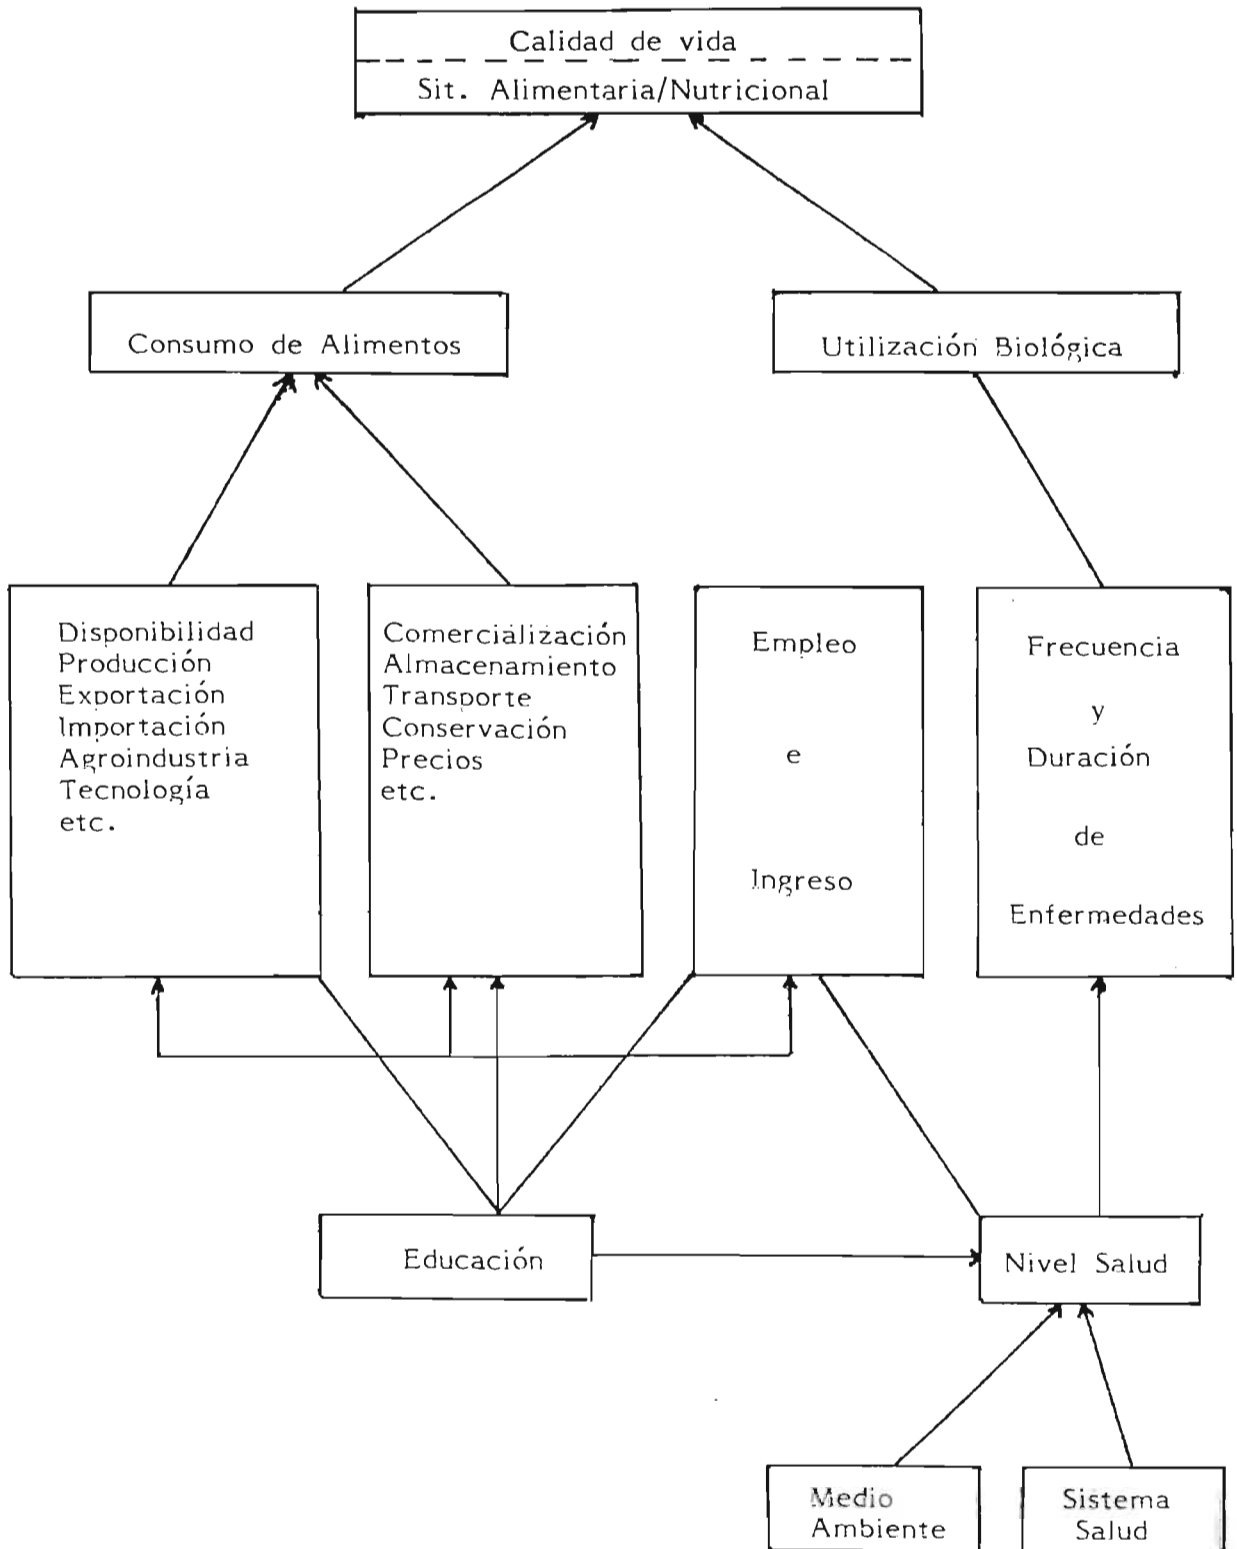 Calidad de vida
Sit. Alimentaria/Nutricional
Consumo de Alimentos
Utilización Biológica
Disponibilidad
Producción
Exportación
Importación
Agroindustria
Tecnología
etc.
Comercialización
Almacenamiento
Transporte
Conservación
Precios
etc.
Empleo
e
Ingreso
Frecuencia
y
Duración
de
Enfermedades
Educación
Nivel Salud
Medio
Ambiente
Sistema
Salud